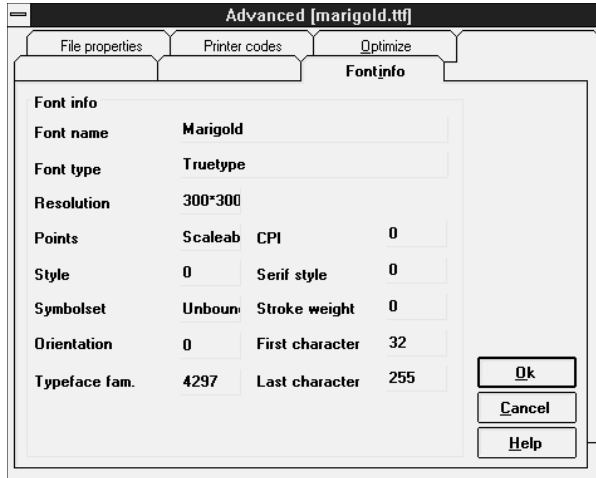 Advanced [marigold.ttf]
File properties Printer codes Optimize
Fontinfo
Font info
Font name Marigold
Font type Truetype
Resolution 300*300
Points Scaleab CPI 0
Style 0 Serif style 0
Symbolset Unboun Stroke weight 0
Orientation 0 First character 32
Typeface fam. 4297 Last character 255
Ok
Cancel
Help